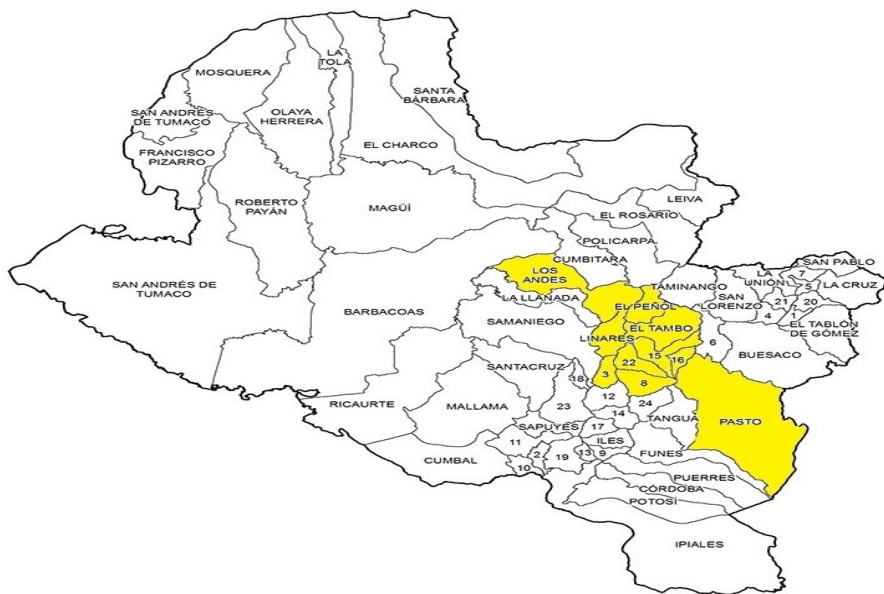 LA
TOLA
MOSQUERA
SANTA
BÁRBARA
SAN ANDRÉS
DE TUMACO
OLAYA
HERRERA
EL CHARCO
FRANCISCO
PIZARRO
ROBERTO
PAYÁN
MAGÜÍ
LEIVA
EL ROSARIO
POLICARPA
CUMBITARA
SAN PABLO
LOS
ANDES
LA
UNIÓN
7
SAN ANDRÉS DE
TUMACO
TAMINANGO
5
LA CRUZ
LA LLANADA
EL PEÑOL
SAN
LORENZO
21
20
BARBACOAS
SAMANIEGO
4
1
EL TAMBO
EL TABLÓN
DE GÓMEZ
LINARES
6
BUESACO
15
16
22
SANTACRUZ
3
8
18
12
24
RICAURTE
MALLAMA
23
14
TANGUA
PASTO
SAPUYES
17
11
ILES
CUMBAL
2
19
13
9
FUNES
10
PUERRES
CÓRDOBA
POTOSÍ
IPIALES